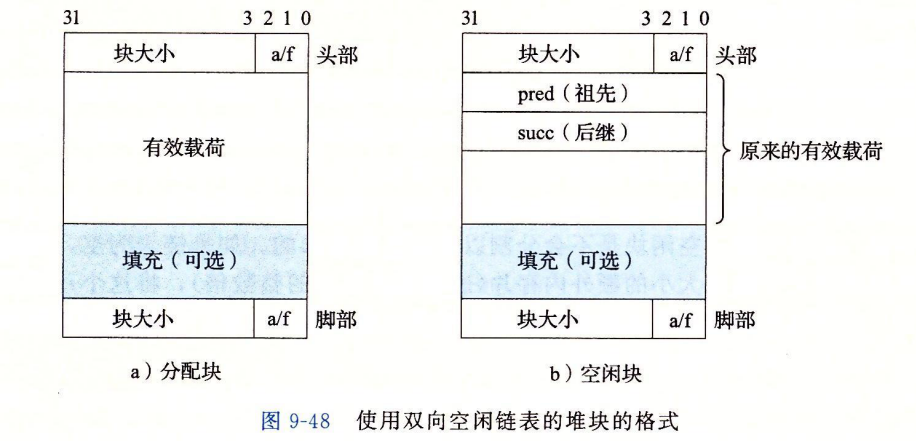 31 3 2 1 0
块大小 a/f 头部
有效载荷
填充（可选）
块大小 a/f 脚部
a）分配块
31 3 2 1 0
块大小 a/f 头部
pred（祖先）
succ（后继）
原来的有效载荷
填充（可选）
块大小 a/f 脚部
b）空闲块
图 9-48 使用双向空闲链表的堆块的格式